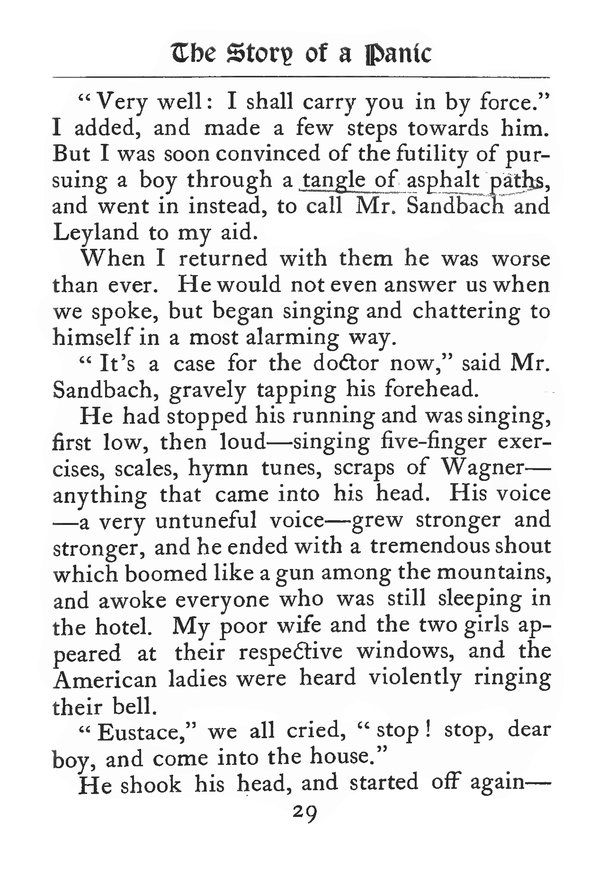 The Story of a Panic
“ Very well: I shall carry you in by force.”
I added, and made a few steps towards him.
But I was soon convinced of the futility of pur-
suing a boy through a tangle of asphalt paths,
and went in instead, to call Mr. Sandbach and
Leyland to my aid.
When I returned with them he was worse
than ever. He would not even answer us when
we spoke, but began singing and chattering to
himself in a most alarming way.
“ It’s a case for the doctor now,” said Mr.
Sandbach, gravely tapping his forehead.
He had stopped his running and was singing,
first low, then loud—singing five-finger exer-
cises, scales, hymn tunes, scraps of Wagner—
anything that came into his head. His voice
—a very untuneful voice—grew stronger and
stronger, and he ended with a tremendous shout
which boomed like a gun among the mountains,
and awoke everyone who was still sleeping in
the hotel. My poor wife and the two girls ap-
peared at their respective windows, and the
American ladies were heard violently ringing
their bell.
“ Eustace,” we all cried, “ stop ! stop, dear
boy, and come into the house.”
He shook his head, and started off again—
29